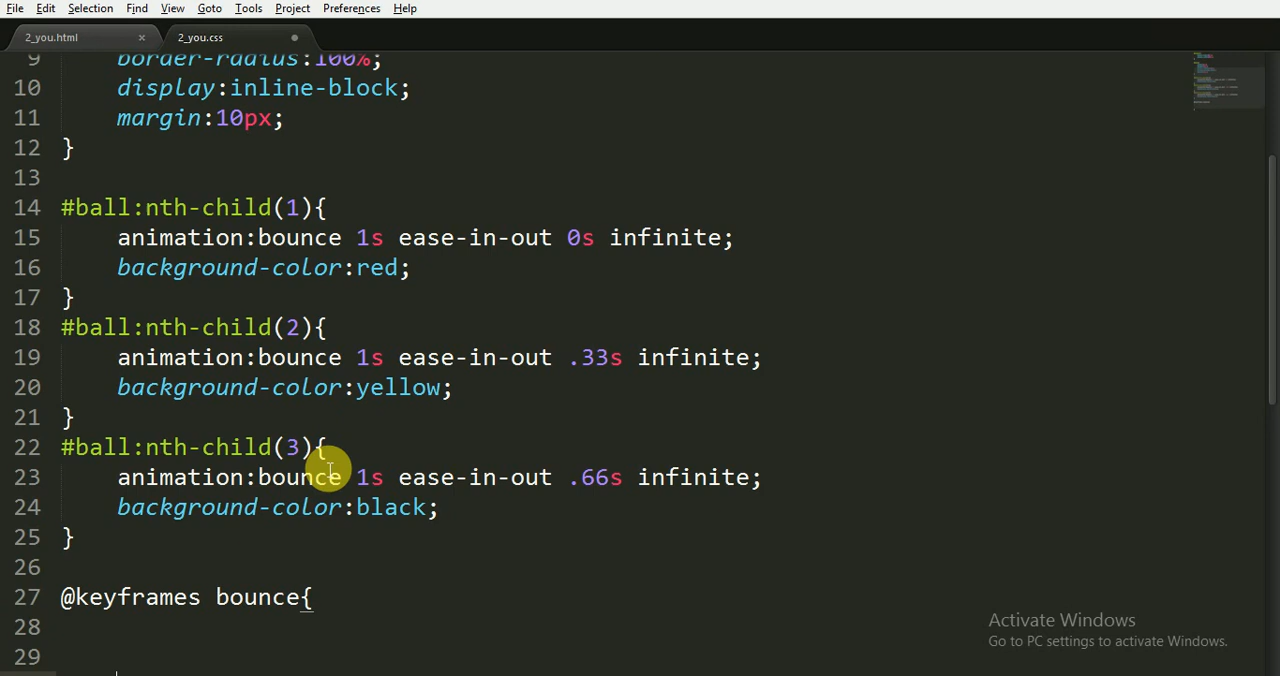 File Edit Selection Find View Goto Tools Project Preferences Help
2_you.html × 2_you.css
9 border-radius:100%;
10 display:inline-block;
11 margin:10px;
12 }
13
14 #ball:nth-child(1){
15 animation:bounce 1s ease-in-out 0s infinite;
16 background-color:red;
17 }
18 #ball:nth-child(2){
19 animation:bounce 1s ease-in-out .33s infinite;
20 background-color:yellow;
21 }
22 #ball:nth-child(3){
23 animation:bounce 1s ease-in-out .66s infinite;
24 background-color:black;
25 }
26
27 @keyframes bounce{
28
29
Activate Windows
Go to PC settings to activate Windows.